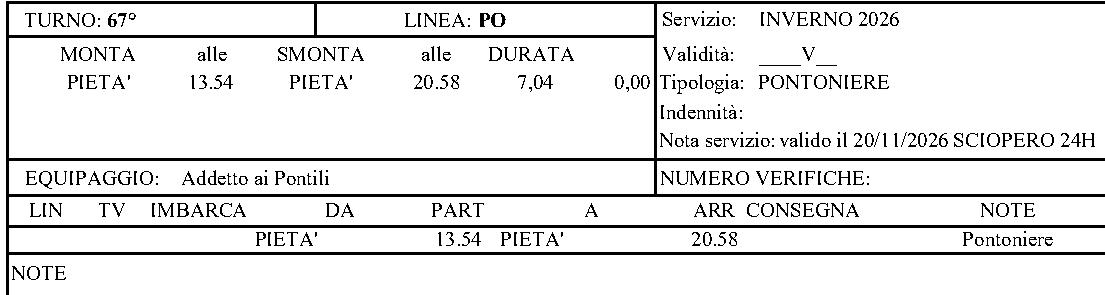 TURNO: 67° LINEA: PO Servizio: INVERNO 2026
MONTA alle SMONTA alle DURATA Validità: ____V__
PIETA' 13.54 PIETA' 20.58 7,04 0,00 Tipologia: PONTONIERE
Indennità:
Nota servizio: valido il 20/11/2026 SCIOPERO 24H
EQUIPAGGIO: Addetto ai Pontili NUMERO VERIFICHE:
LIN TV IMBARCA DA PART A ARR CONSEGNA NOTE
PIETA' 13.54 PIETA' 20.58 Pontoniere
NOTE